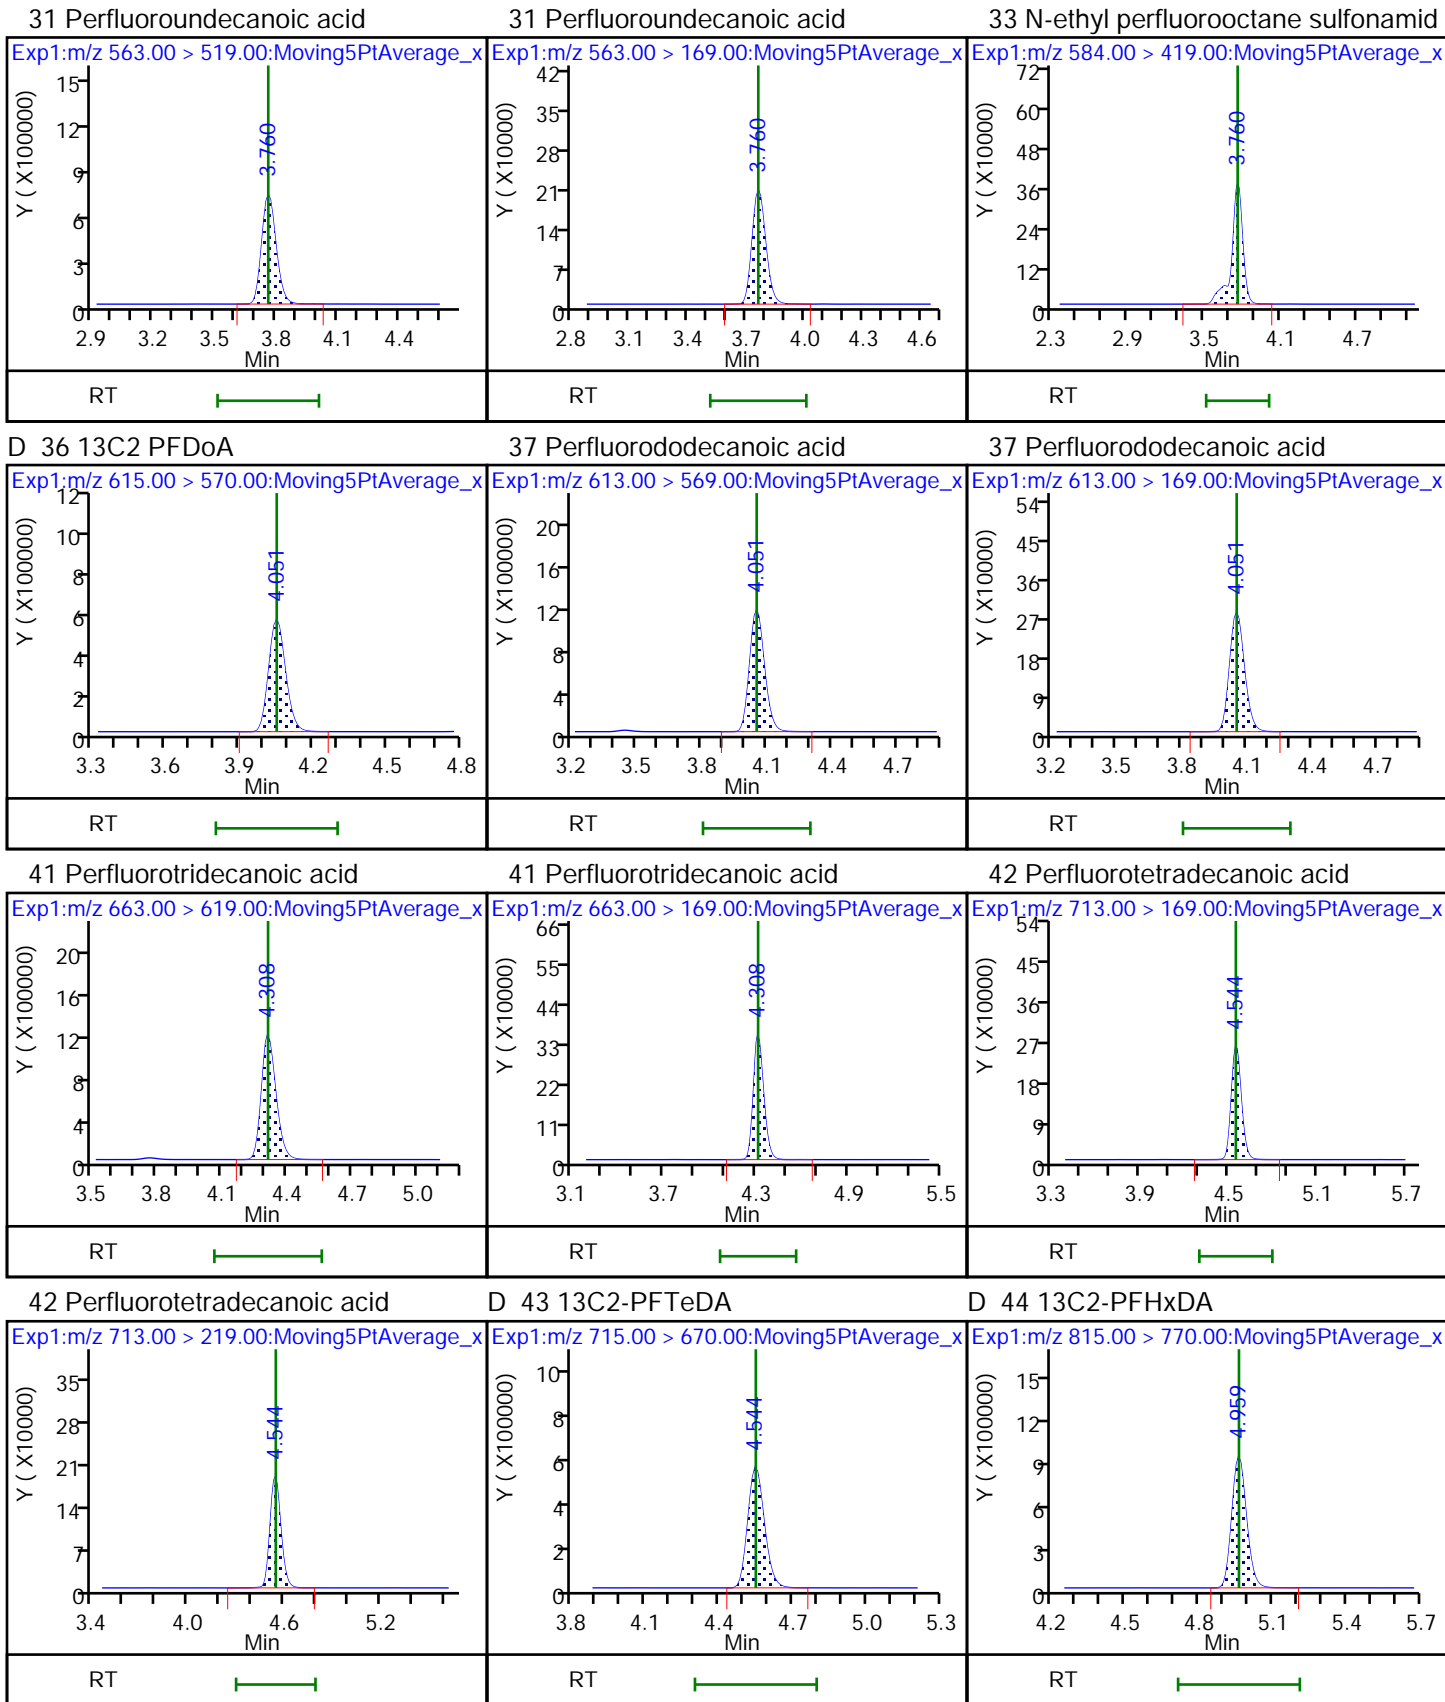 31 Perfluoroundecanoic acid
Exp1:m/z 563.00 > 519.00:Moving5PtAverage_x
Y ( X100000)
15
12
9
6
3
0
3.760
2.9 3.2 3.5 3.8 4.1 4.4
Min
RT
31 Perfluoroundecanoic acid
Exp1:m/z 563.00 > 169.00:Moving5PtAverage_x
Y ( X10000)
42
35
28
21
14
7
0
3.760
2.8 3.1 3.4 3.7 4.0 4.3 4.6
Min
RT
33 N-ethyl perfluorooctane sulfonamid
Exp1:m/z 584.00 > 419.00:Moving5PtAverage_x
Y ( X10000)
72
60
48
36
24
12
0
3.760
2.3 2.9 3.5 4.1 4.7
Min
RT
D 36 13C2 PFDoA
Exp1:m/z 615.00 > 570.00:Moving5PtAverage_x
Y ( X100000)
12
10
8
6
4
2
0
4.051
3.3 3.6 3.9 4.2 4.5 4.8
Min
RT
37 Perfluorododecanoic acid
Exp1:m/z 613.00 > 569.00:Moving5PtAverage_x
Y ( X100000)
20
16
12
8
4
0
4.051
3.2 3.5 3.8 4.1 4.4 4.7
Min
RT
37 Perfluorododecanoic acid
Exp1:m/z 613.00 > 169.00:Moving5PtAverage_x
Y ( X10000)
54
45
36
27
18
9
0
4.051
3.2 3.5 3.8 4.1 4.4 4.7
Min
RT
41 Perfluorotridecanoic acid
Exp1:m/z 663.00 > 619.00:Moving5PtAverage_x
Y ( X100000)
20
16
12
8
4
0
4.308
3.5 3.8 4.1 4.4 4.7 5.0
Min
RT
41 Perfluorotridecanoic acid
Exp1:m/z 663.00 > 169.00:Moving5PtAverage_x
Y ( X10000)
66
55
44
33
22
11
0
4.308
3.1 3.7 4.3 4.9 5.5
Min
RT
42 Perfluorotetradecanoic acid
Exp1:m/z 713.00 > 169.00:Moving5PtAverage_x
Y ( X10000)
54
45
36
27
18
9
0
4.544
3.3 3.9 4.5 5.1 5.7
Min
RT
42 Perfluorotetradecanoic acid
Exp1:m/z 713.00 > 219.00:Moving5PtAverage_x
Y ( X10000)
35
28
21
14
7
0
4.544
3.4 4.0 4.6 5.2
Min
RT
D 43 13C2-PFTeDA
Exp1:m/z 715.00 > 670.00:Moving5PtAverage_x
Y ( X100000)
10
8
6
4
2
0
4.544
3.8 4.1 4.4 4.7 5.0 5.3
Min
RT
D 44 13C2-PFHxDA
Exp1:m/z 815.00 > 770.00:Moving5PtAverage_x
Y ( X100000)
15
12
9
6
3
0
4.959
4.2 4.5 4.8 5.1 5.4 5.7
Min
RT